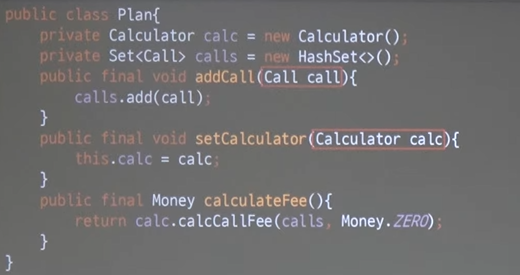 public class Plan{
    private Calculator calc = new Calculator();
    private Set<Call> calls = new HashSet<>();
    public final void addCall(Call call){
        calls.add(call);
    }
    public final void setCalculator(Calculator calc){
        this.calc = calc;
    }
    public final Money calculateFee(){
        return calc.calcCallFee(calls, Money.ZERO);
    }
}